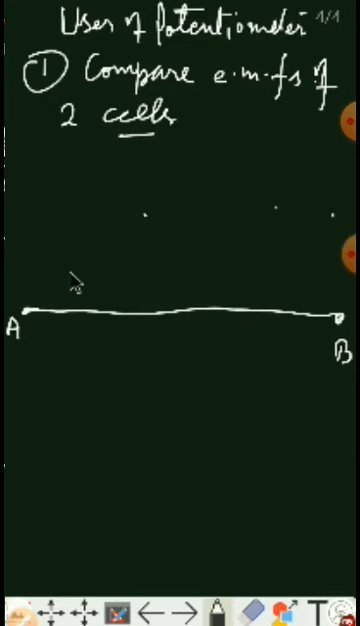 Uses of Potentiometer 1/1
① Compare e.m.fs of
2 cells
A
B
T